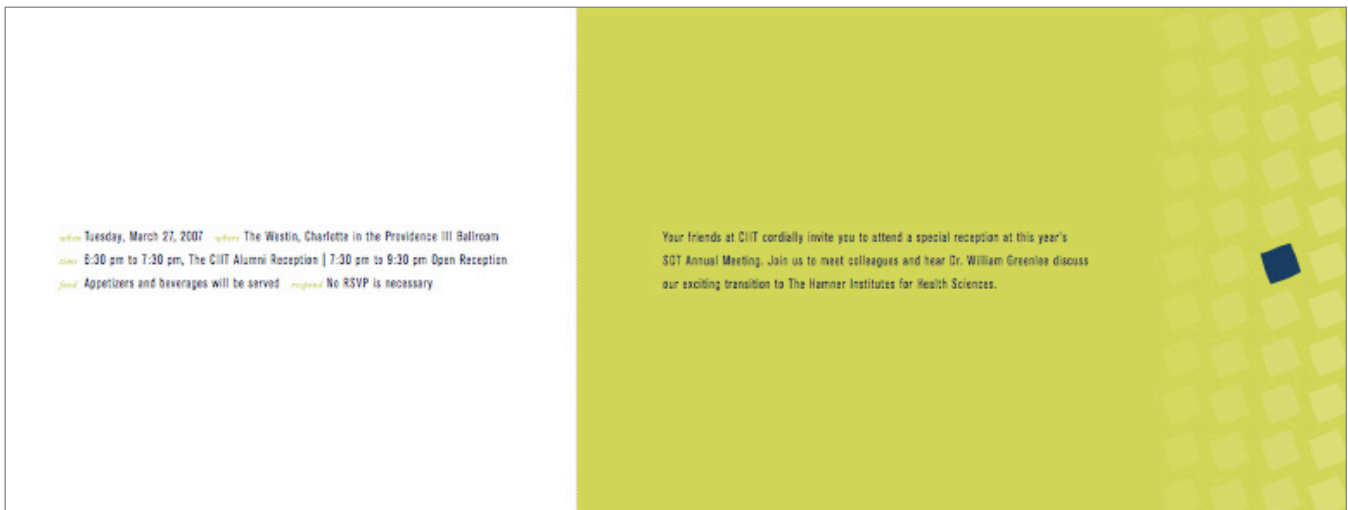 when Tuesday, March 27, 2007 where The Westin, Charlotte in the Providence III Ballroom
time 6:30 pm to 7:30 pm, The CIIT Alumni Reception | 7:30 pm to 9:30 pm Open Reception
food Appetizers and beverages will be served respond No RSVP is necessary
Your friends at CIIT cordially invite you to attend a special reception at this year's
SOT Annual Meeting. Join us to meet colleagues and hear Dr. William Greenlee discuss
our exciting transition to The Hamner Institutes for Health Sciences.